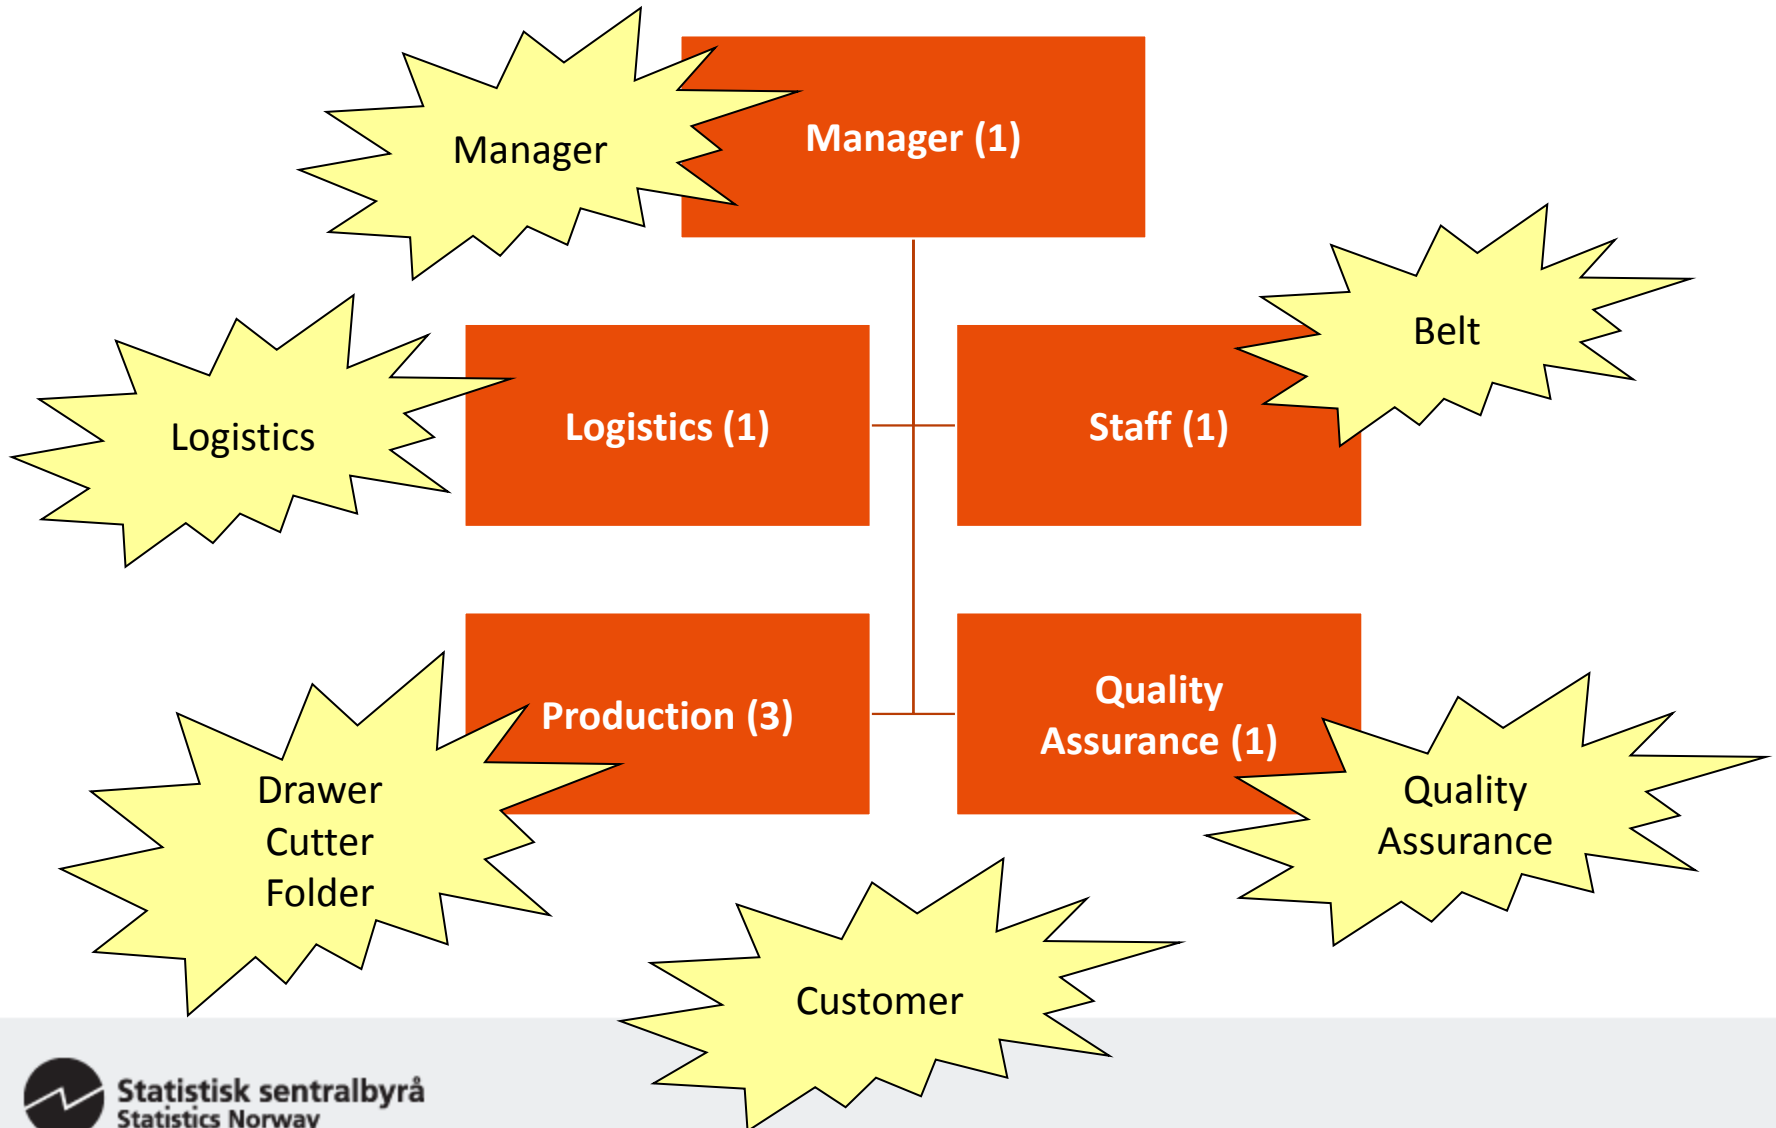 Manager
Manager (1)
Belt
Logistics
Logistics (1)
Staff (1)
Production (3)
Quality
Assurance (1)
Drawer
Cutter
Folder
Quality
Assurance
Customer
Statistisk sentralbyrå
Statistics Norway